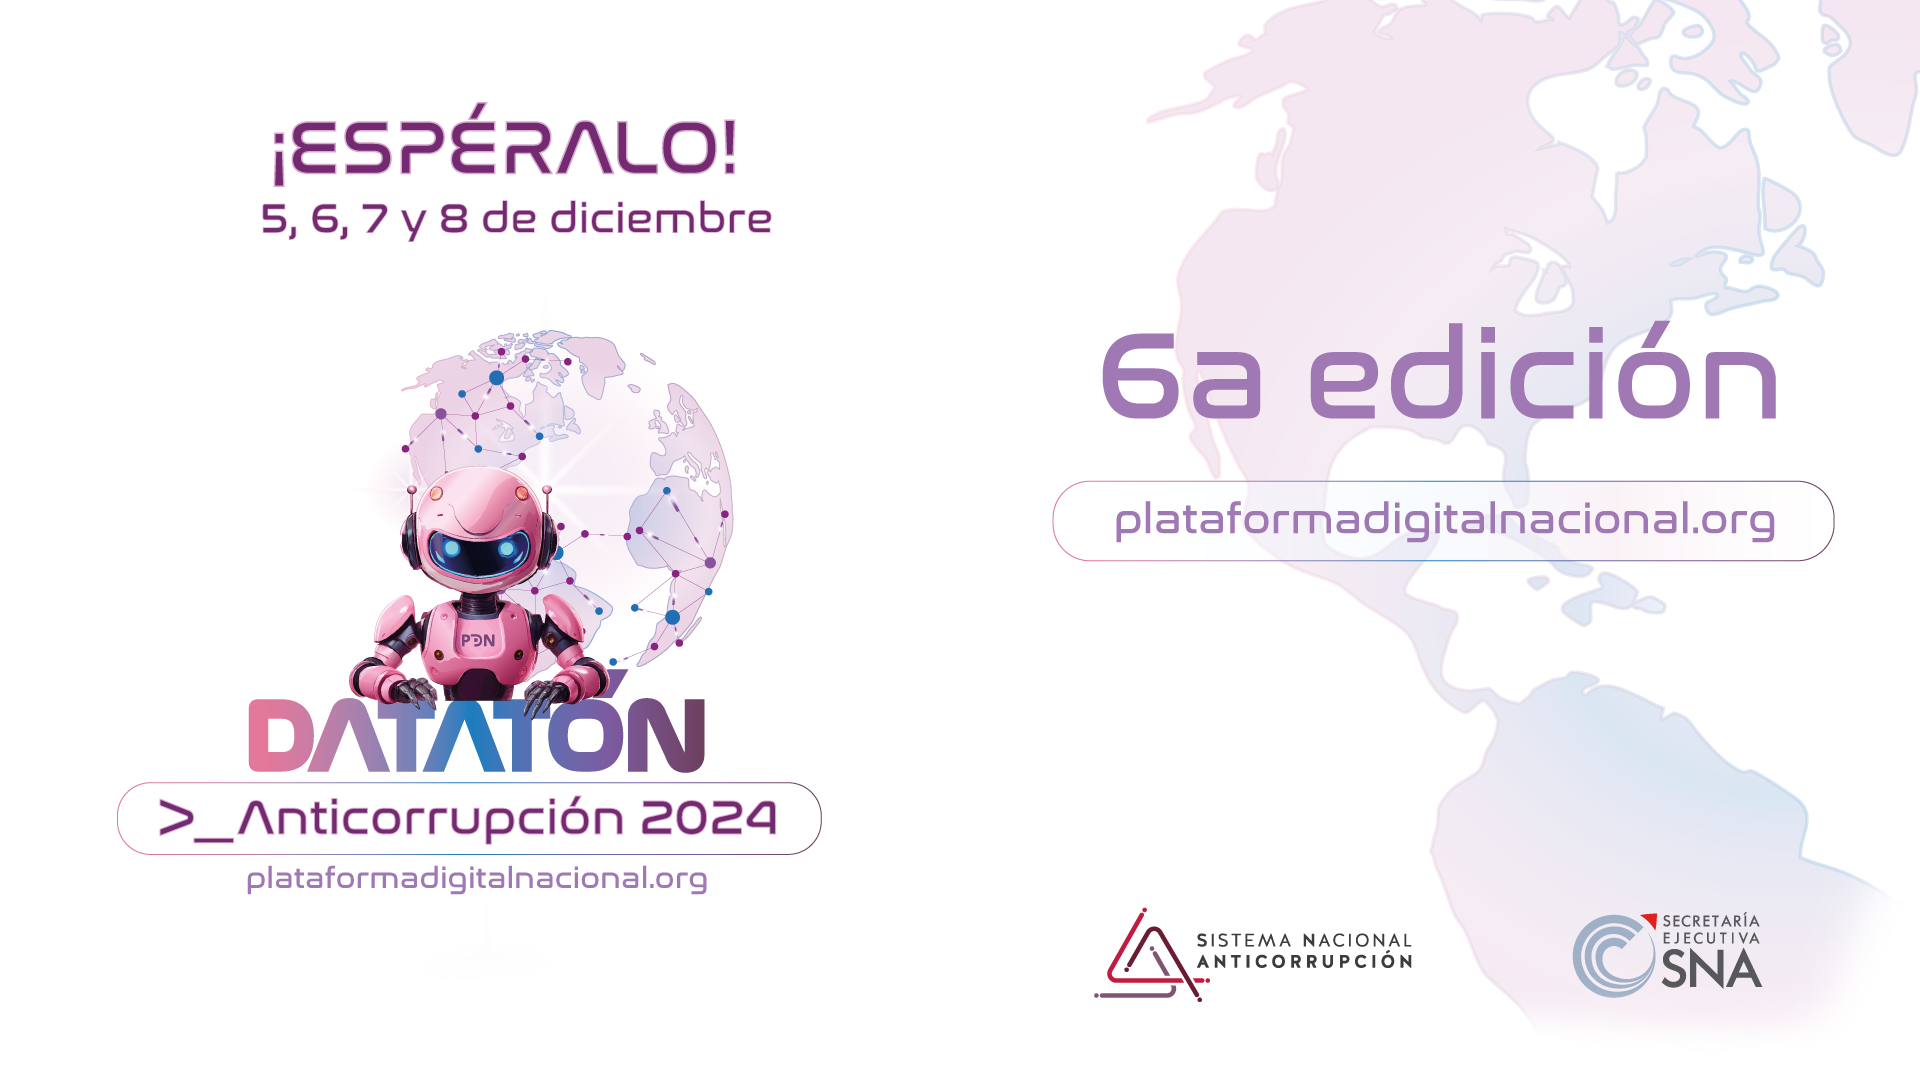 ¡ESPÉRALO!
5, 6, 7 y 8 de diciembre
PDN
DATATÓN
>_Anticorrupción 2024
plataformadigitalnacional.org
6a edición
plataformadigitalnacional.org
SISTEMA NACIONAL
ANTICORRUPCIÓN
SECRETARÍA
EJECUTIVA
SNA